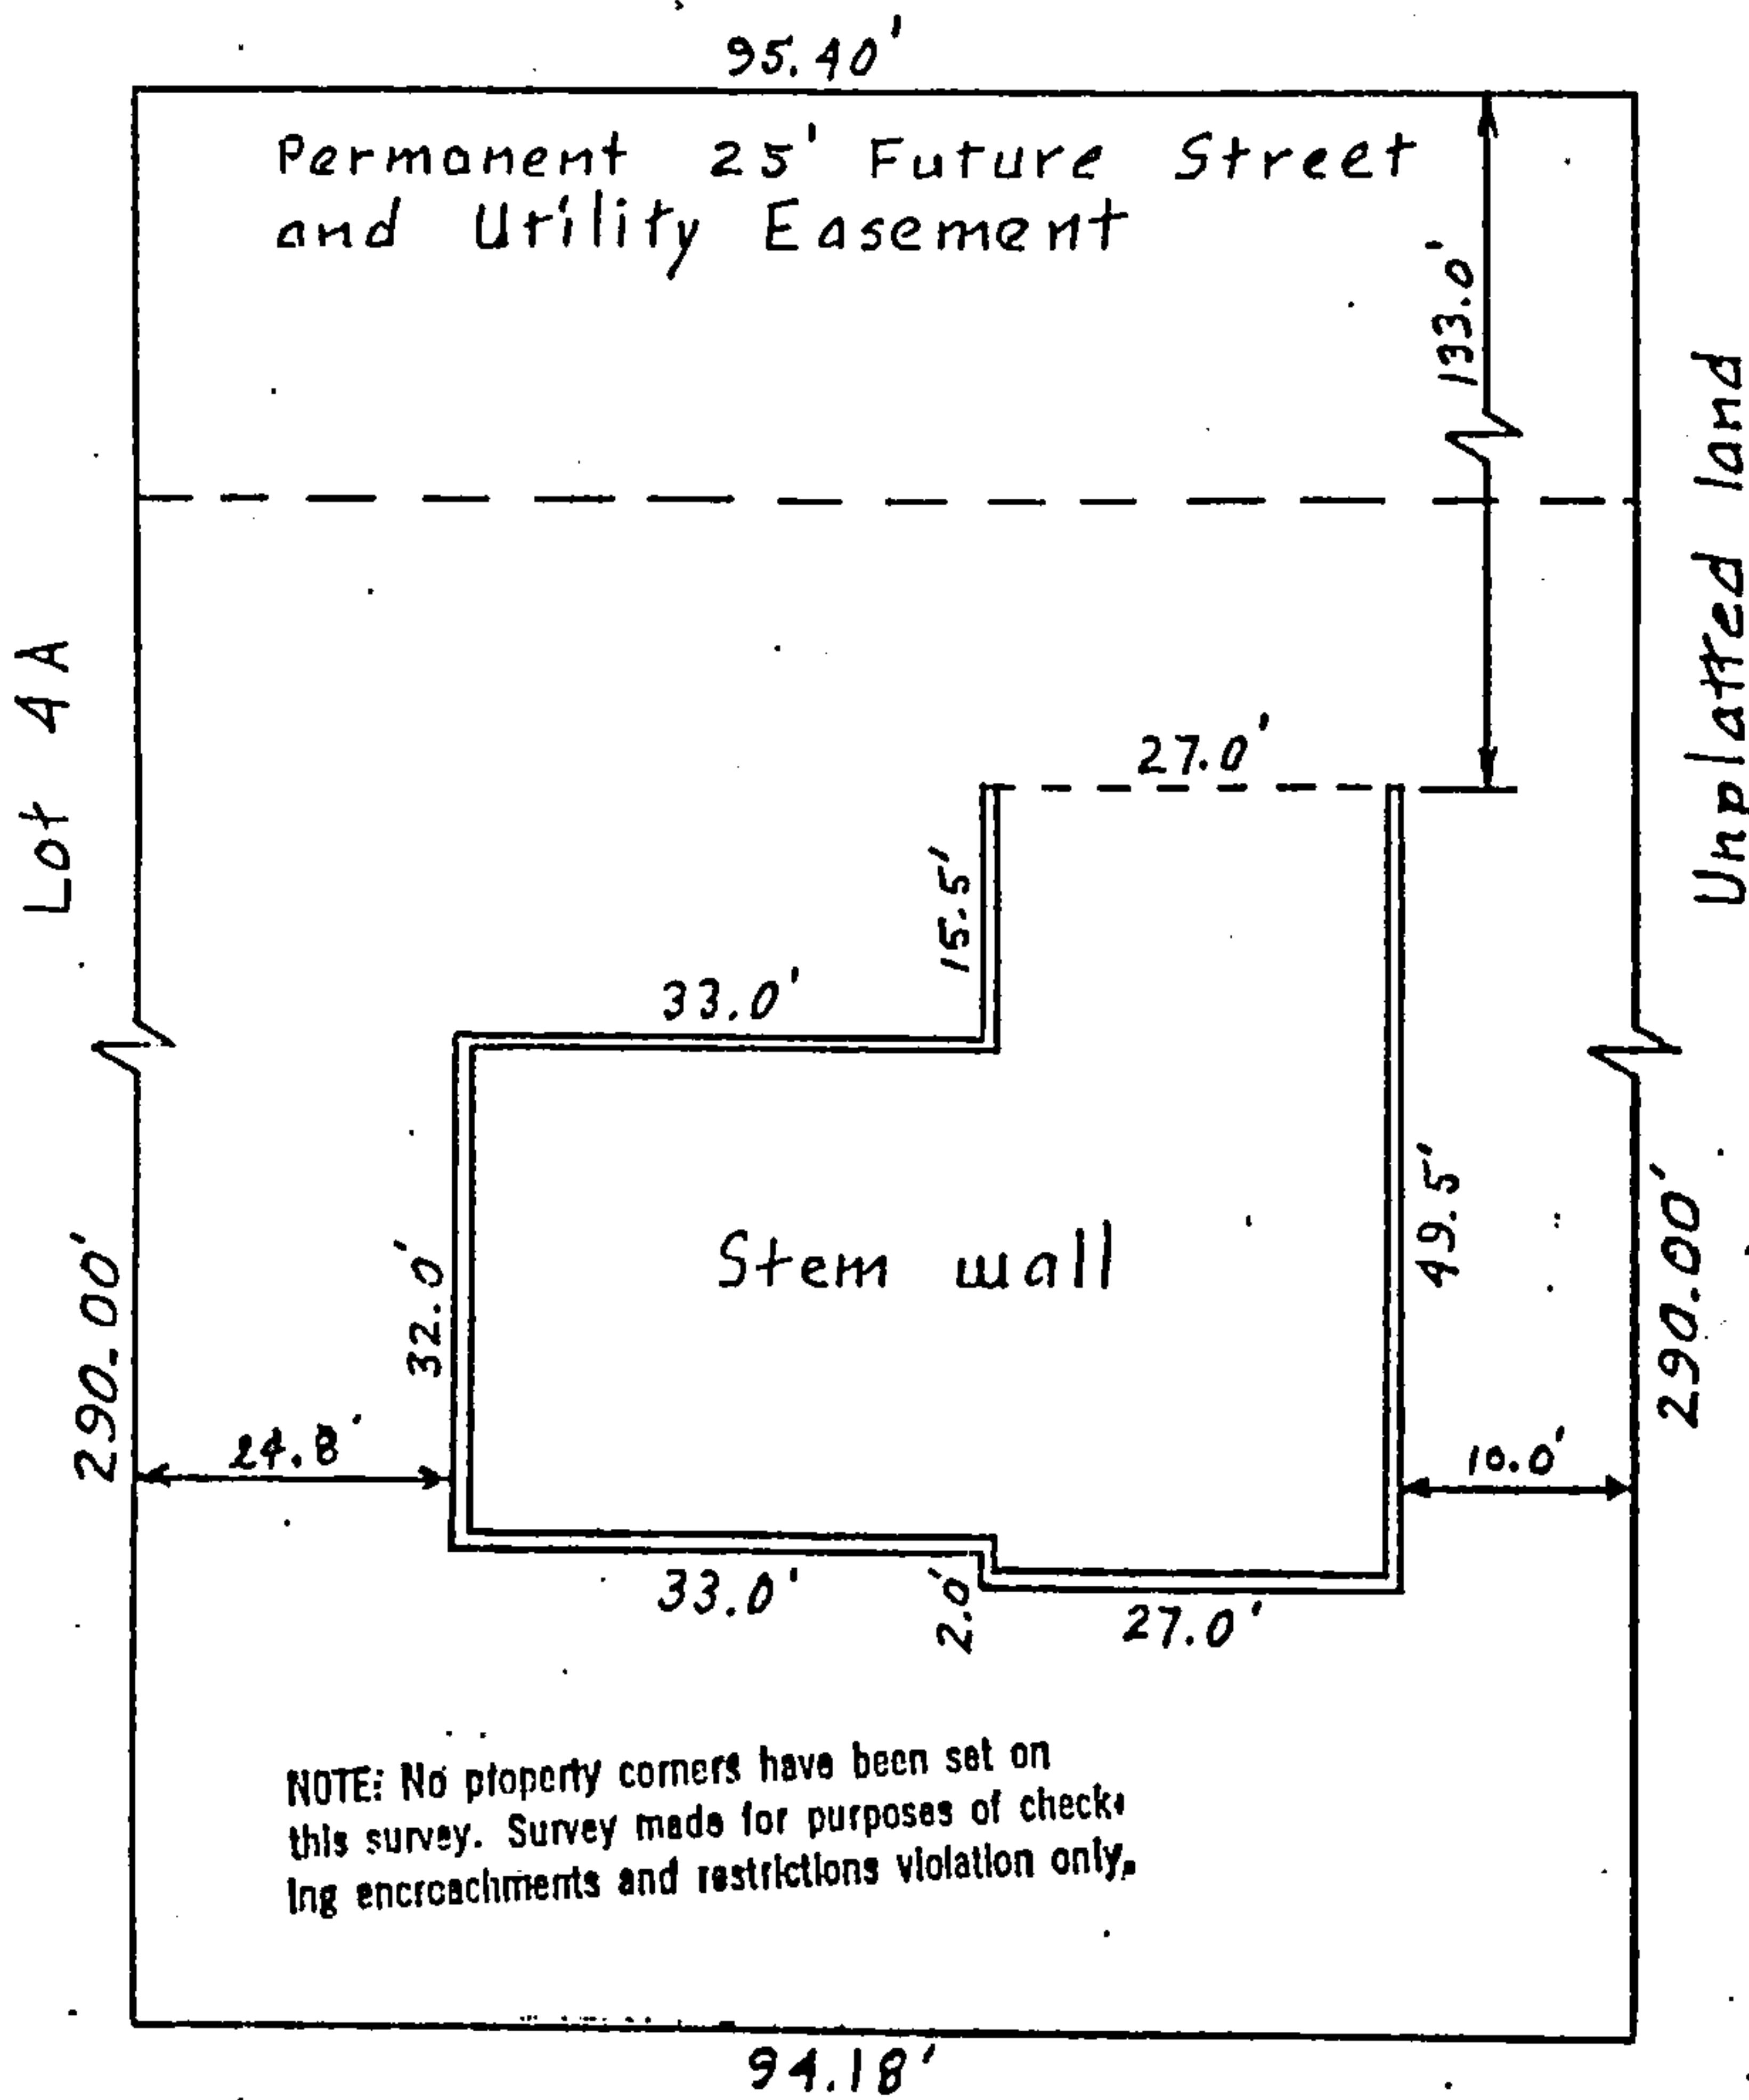 95.40'
Permanent 25' Future Street
and Utility Easement
133.0'
Lot 4A
Unplatted land
27.0'
15.5'
33.0'
32.0'
Stem wall
49.5'
290.00'
290.00'
24.8'
10.0'
33.0'
2.0'
27.0'
NOTE: No property corners have been set on
this survey. Survey made for purposes of check-
ing encroachments and restrictions violation only.
94.18'